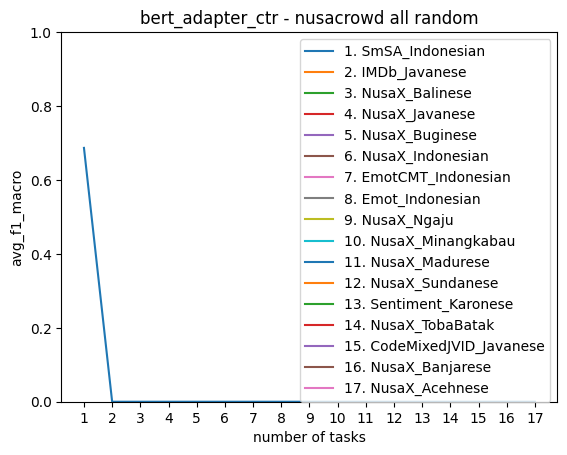 bert_adapter_ctr - nusacrowd all random
1.0
0.8
0.6
0.4
0.2
0.0
avg_f1_macro
1. SmSA_Indonesian
2. IMDb_Javanese
3. NusaX_Balinese
4. NusaX_Javanese
5. NusaX_Buginese
6. NusaX_Indonesian
7. EmotCMT_Indonesian
8. Emot_Indonesian
9. NusaX_Ngaju
10. NusaX_Minangkabau
11. NusaX_Madurese
12. NusaX_Sundanese
13. Sentiment_Karonese
14. NusaX_TobaBatak
15. CodeMixedJVID_Javanese
16. NusaX_Banjarese
17. NusaX_Acehnese
1 2 3 4 5 6 7 8 9 10 11 12 13 14 15 16 17
number of tasks